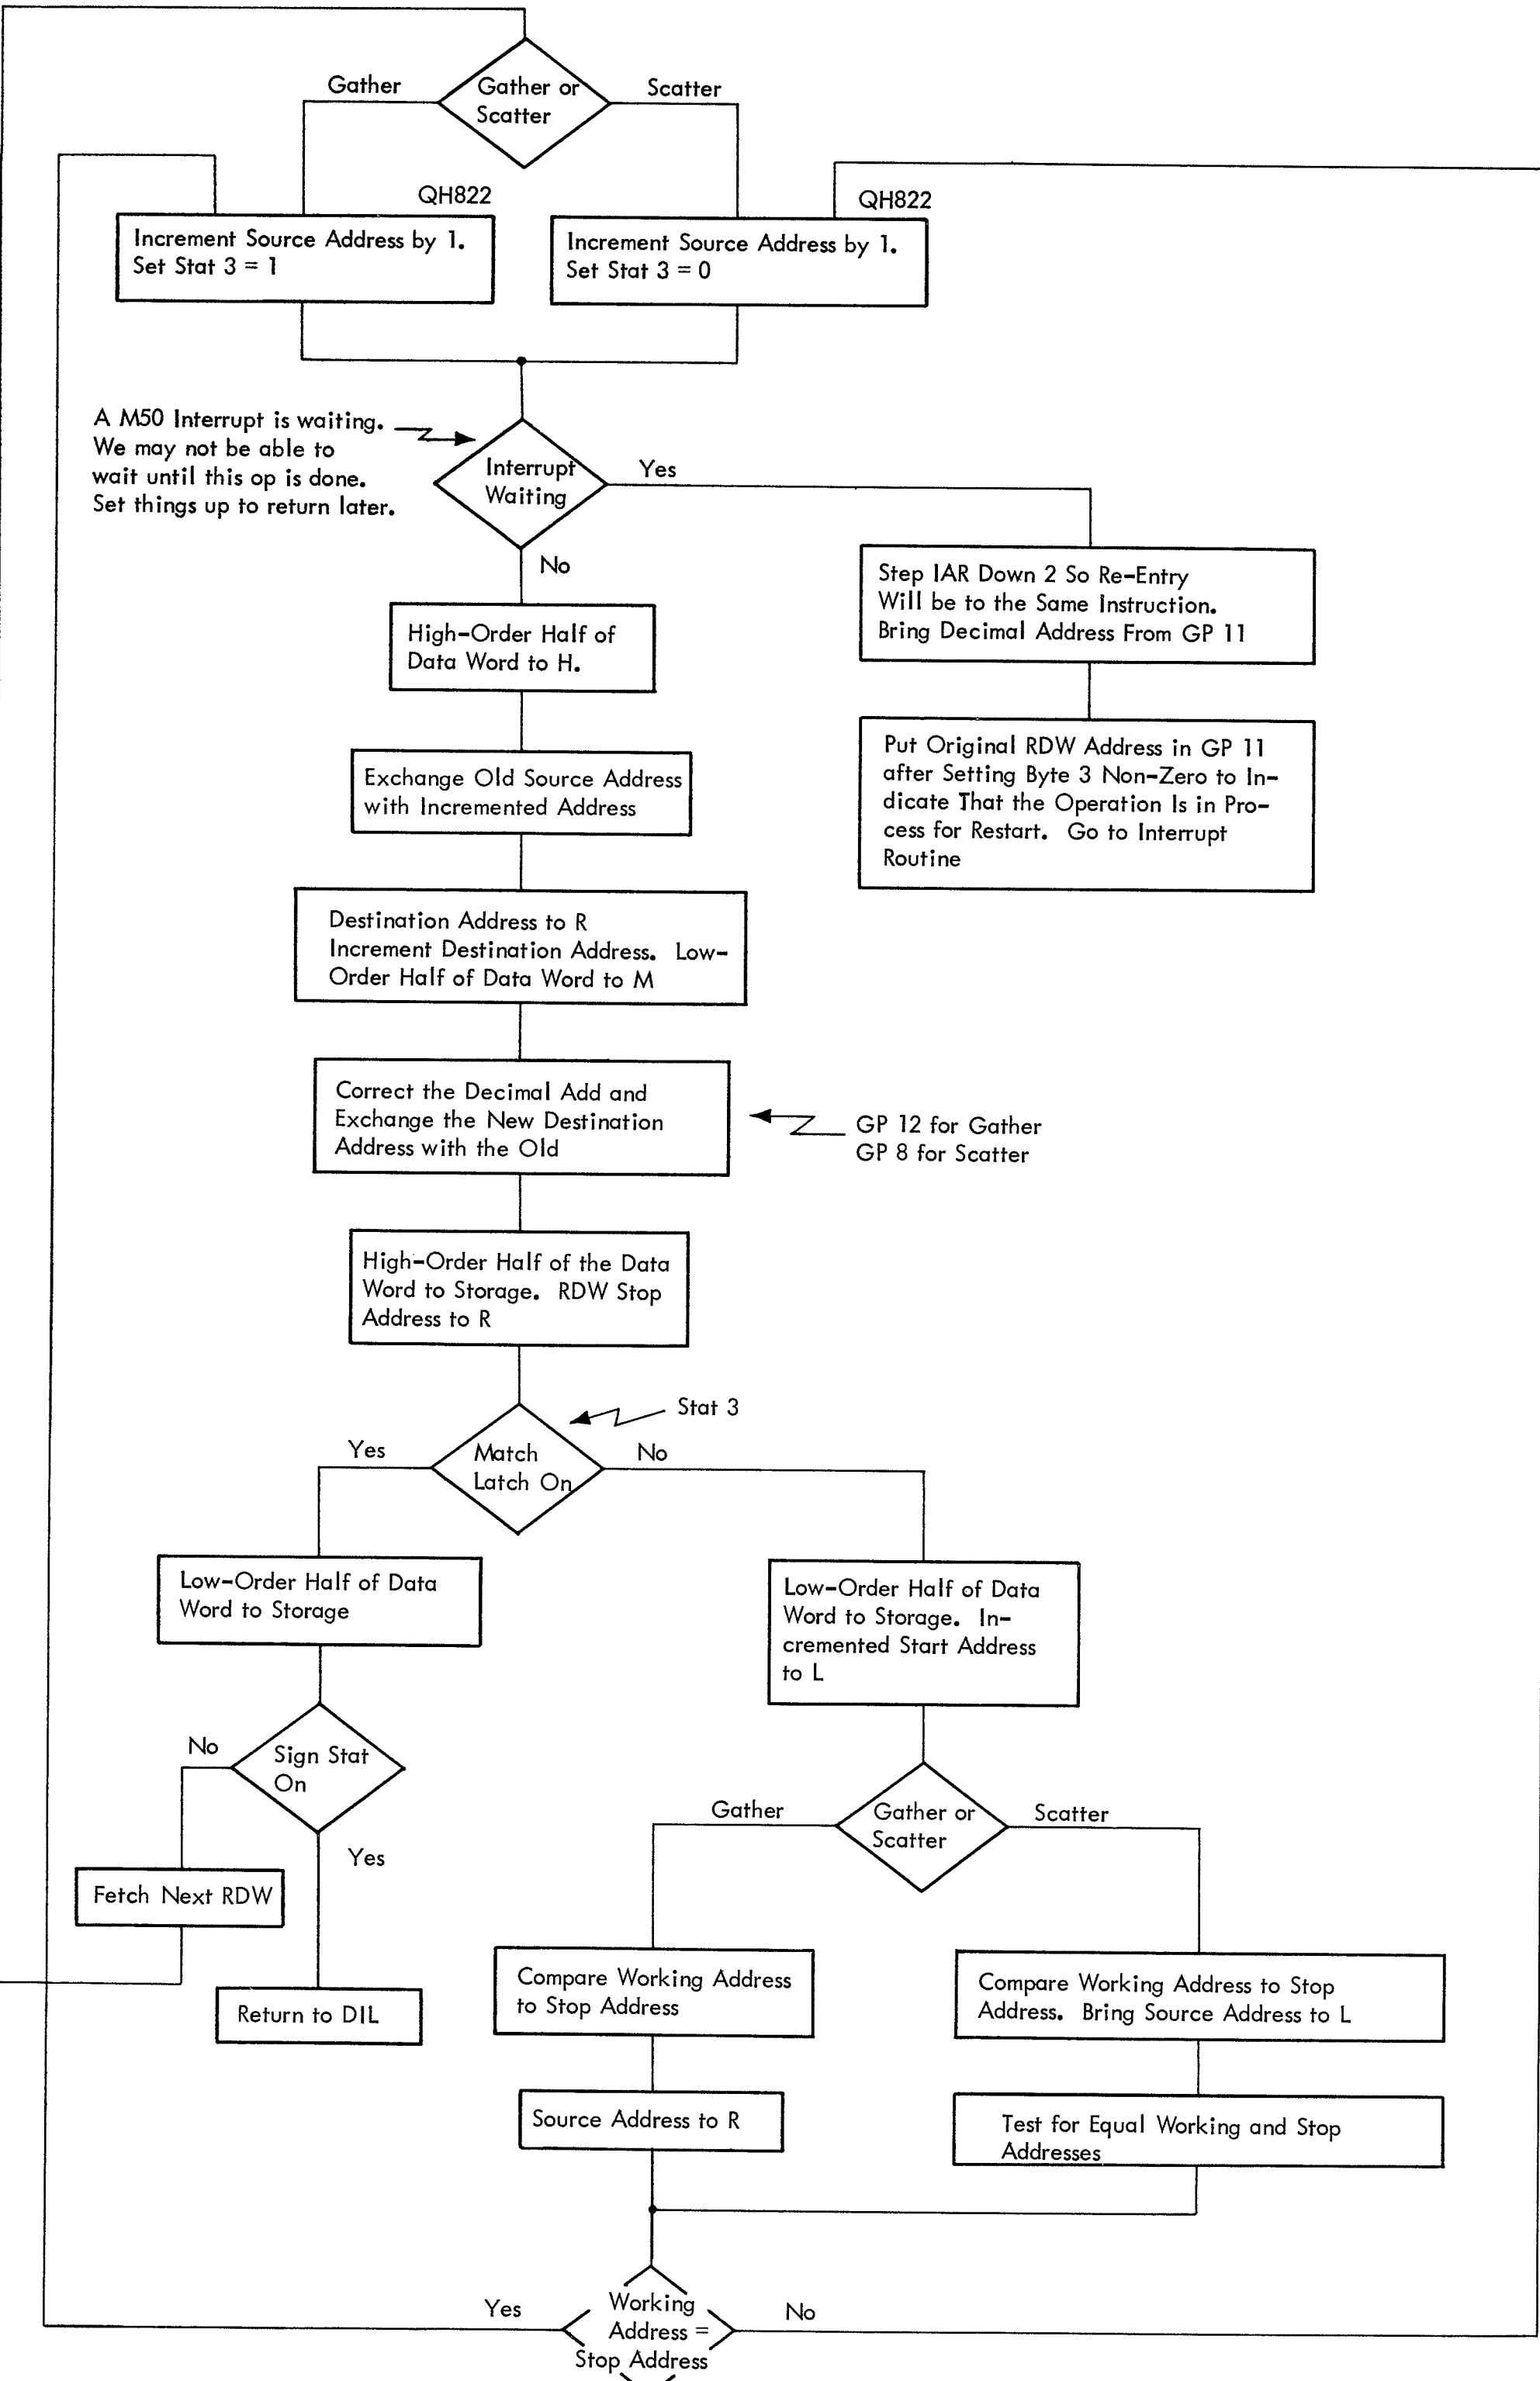 Gather
Gather or
Scatter
Scatter
QH822
QH822
Increment Source Address by 1.
Set Stat 3 = 1
Increment Source Address by 1.
Set Stat 3 = 0
A M50 Interrupt is waiting.
We may not be able to
wait until this op is done.
Set things up to return later.
Interrupt
Waiting
Yes
No
Step IAR Down 2 So Re-Entry
Will be to the Same Instruction.
Bring Decimal Address From GP 11
High-Order Half of
Data Word to H.
Put Original RDW Address in GP 11
after Setting Byte 3 Non-Zero to In-
dicate That the Operation Is in Pro-
cess for Restart. Go to Interrupt
Routine
Exchange Old Source Address
with Incremented Address
Destination Address to R
Increment Destination Address. Low-
Order Half of Data Word to M
Correct the Decimal Add and
Exchange the New Destination
Address with the Old
GP 12 for Gather
GP 8 for Scatter
High-Order Half of the Data
Word to Storage. RDW Stop
Address to R
Stat 3
Yes
Match
Latch On
No
Low-Order Half of Data
Word to Storage
Low-Order Half of Data
Word to Storage. In-
cremented Start Address
to L
No
Sign Stat
On
Yes
Gather
Gather or
Scatter
Scatter
Fetch Next RDW
Return to DIL
Compare Working Address
to Stop Address
Compare Working Address to Stop
Address. Bring Source Address to L
Source Address to R
Test for Equal Working and Stop
Addresses
Yes
Working
Address =
Stop Address
No